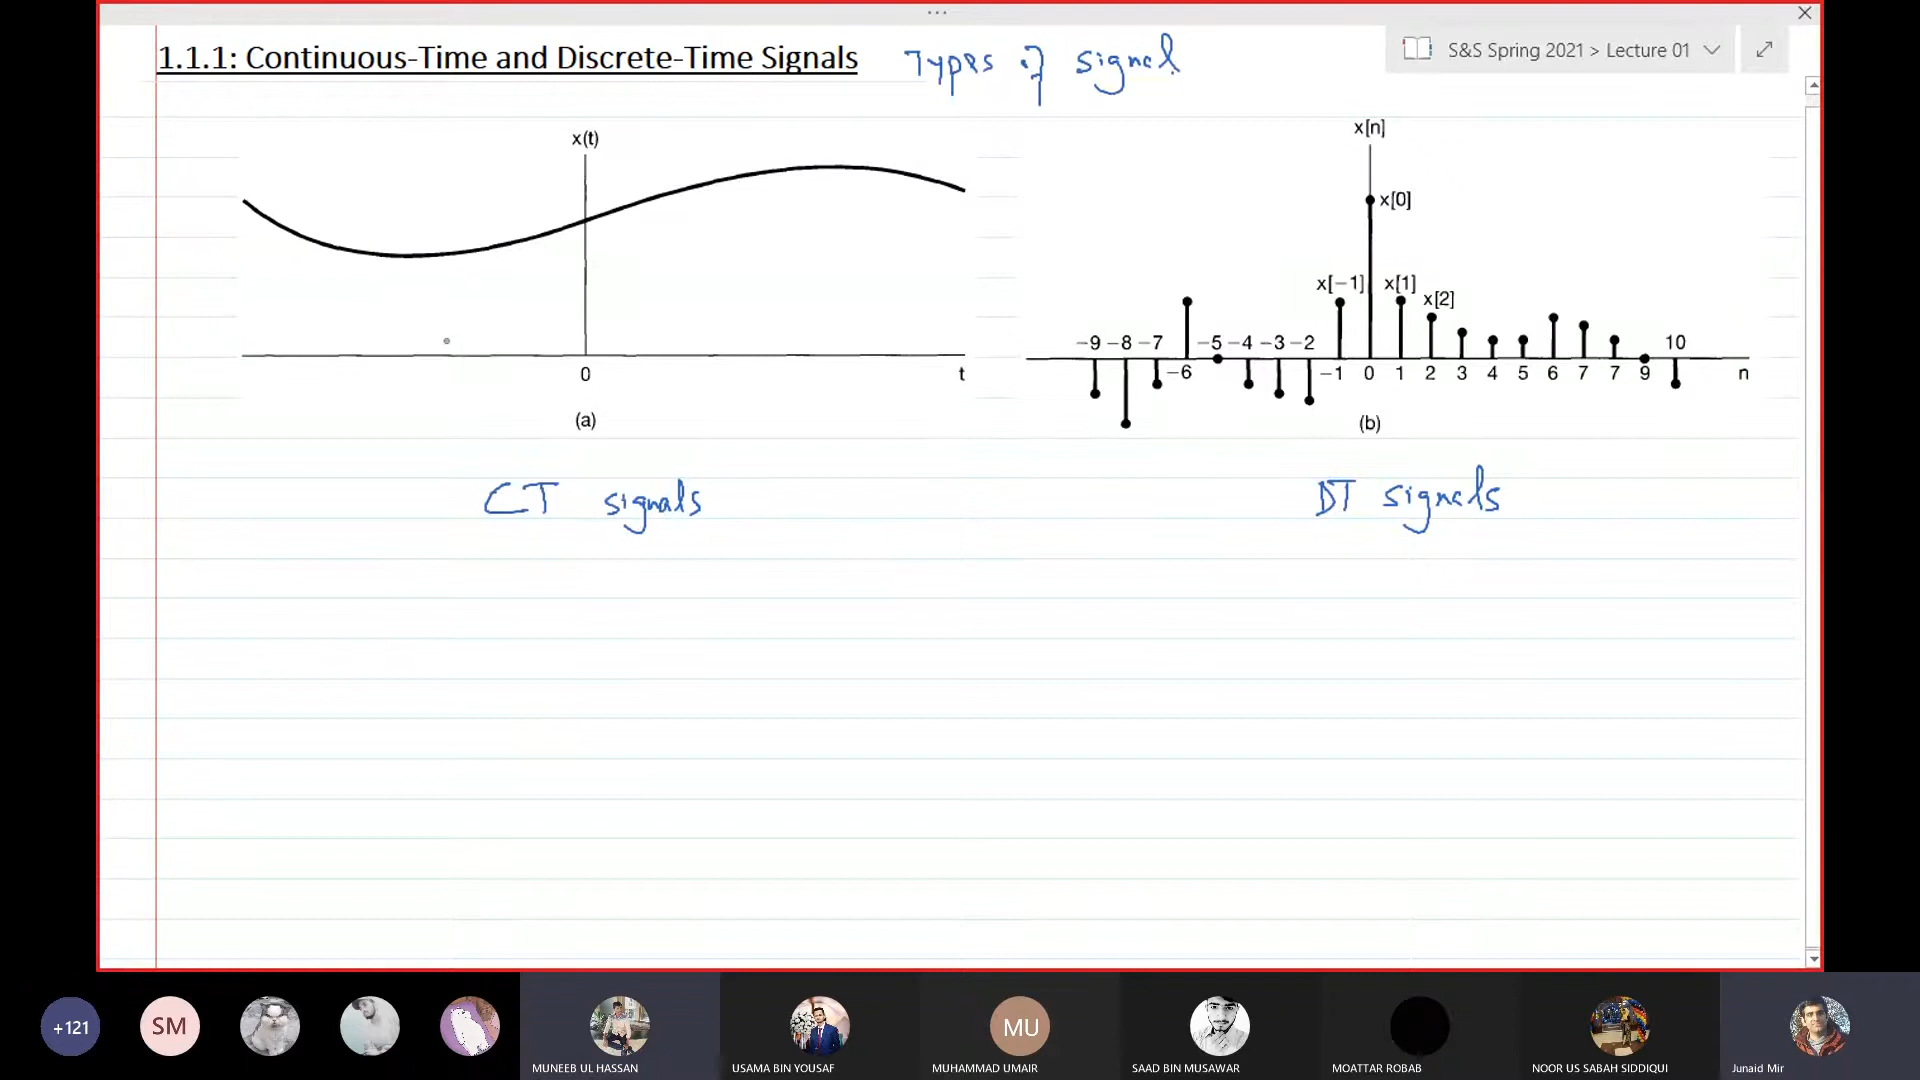 1.1.1: Continuous-Time and Discrete-Time Signals Types of signal
S&S Spring 2021 > Lecture 01
x(t)
0
t
(a)
x[n]
x[0]
x[−1] x[1]
x[2]
−9 −8 −7 −5 −4 −3 −2 10
−6 −1 0 1 2 3 4 5 6 7 7 9 n
(b)
CT signals
DT signals
+121
SM
MU
MUNEEB UL HASSAN
USAMA BIN YOUSAF
MUHAMMAD UMAIR
SAAD BIN MUSAWAR
MOATTAR ROBAB
NOOR US SABAH SIDDIQUI
Junaid Mir